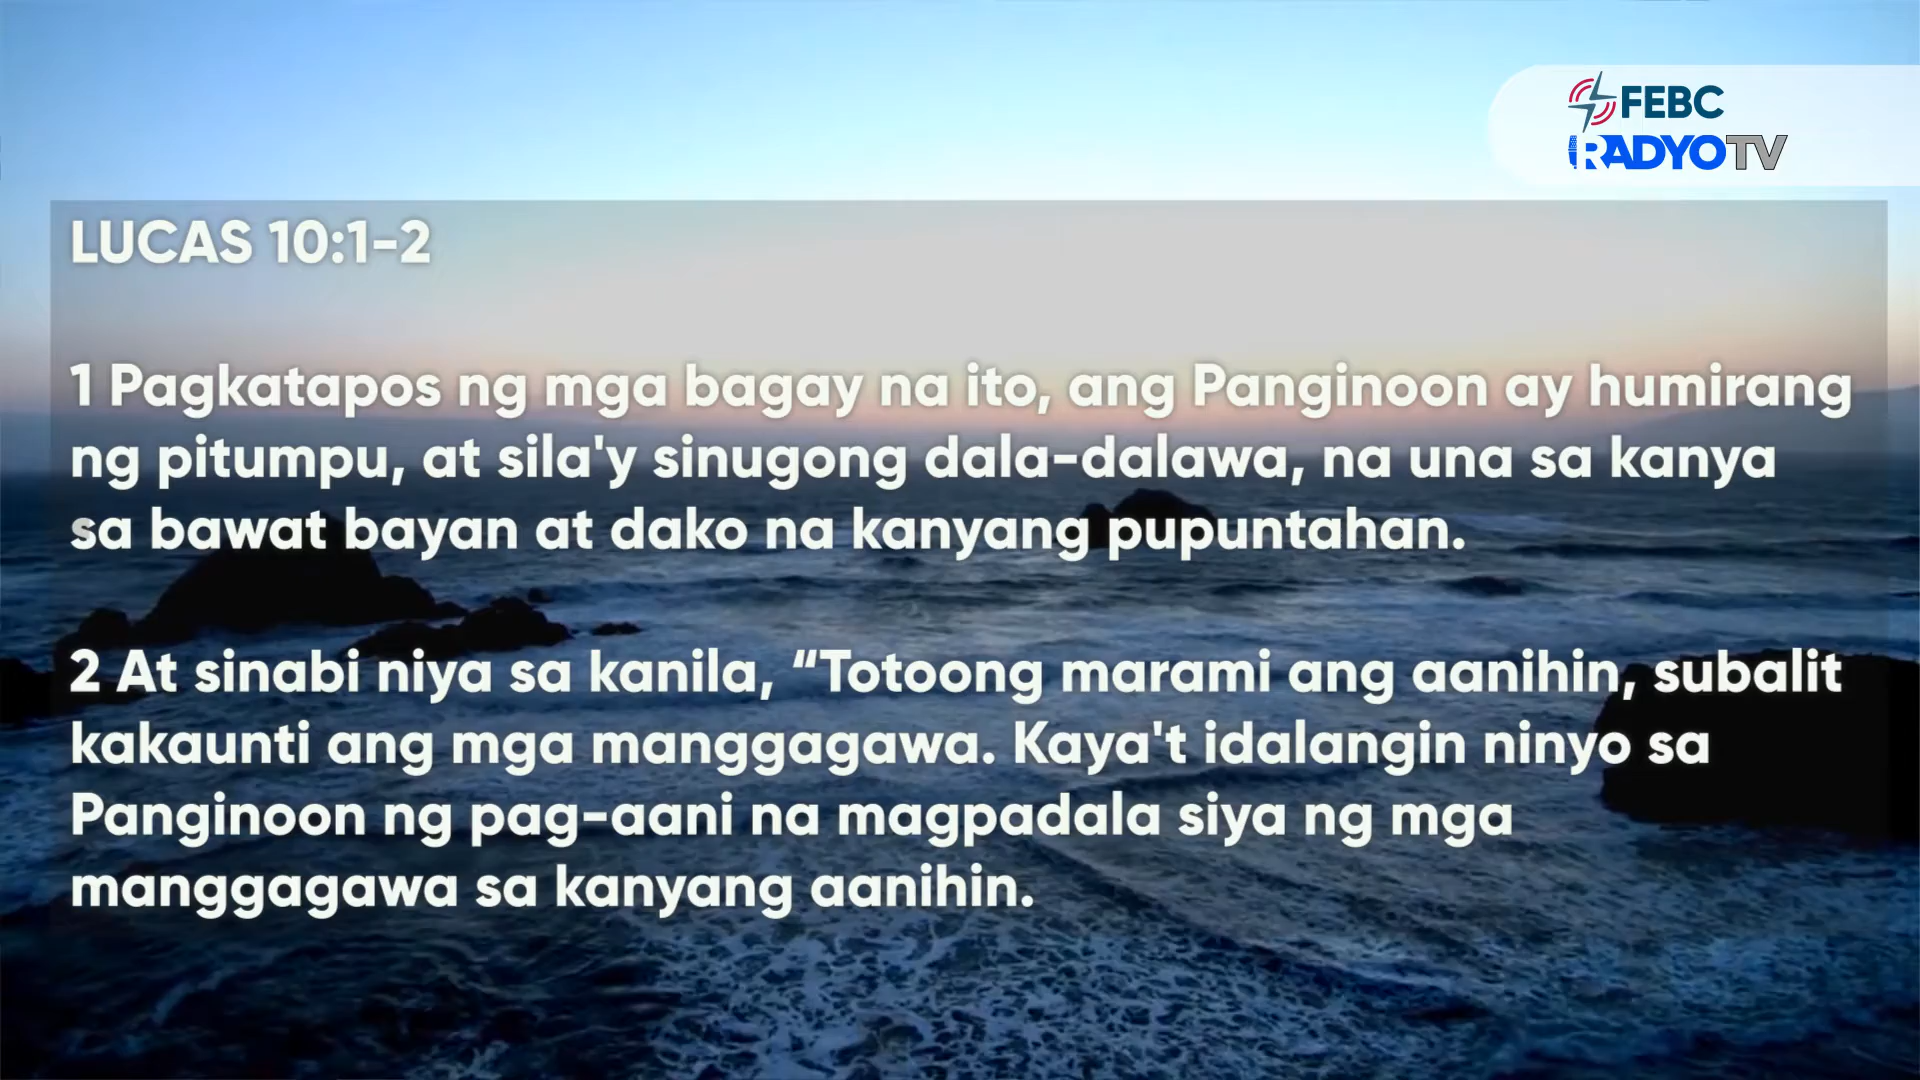 FEBC
RADYOTV
LUCAS 10:1-2
1 Pagkatapos ng mga bagay na ito, ang Panginoon ay humirang
ng pitumpu, at sila'y sinugong dala-dalawa, na una sa kanya
sa bawat bayan at dako na kanyang pupuntahan.
2 At sinabi niya sa kanila, “Totoong marami ang aanihin, subalit
kakaunti ang mga manggagawa. Kaya't idalangin ninyo sa
Panginoon ng pag-aani na magpadala siya ng mga
manggagawa sa kanyang aanihin.